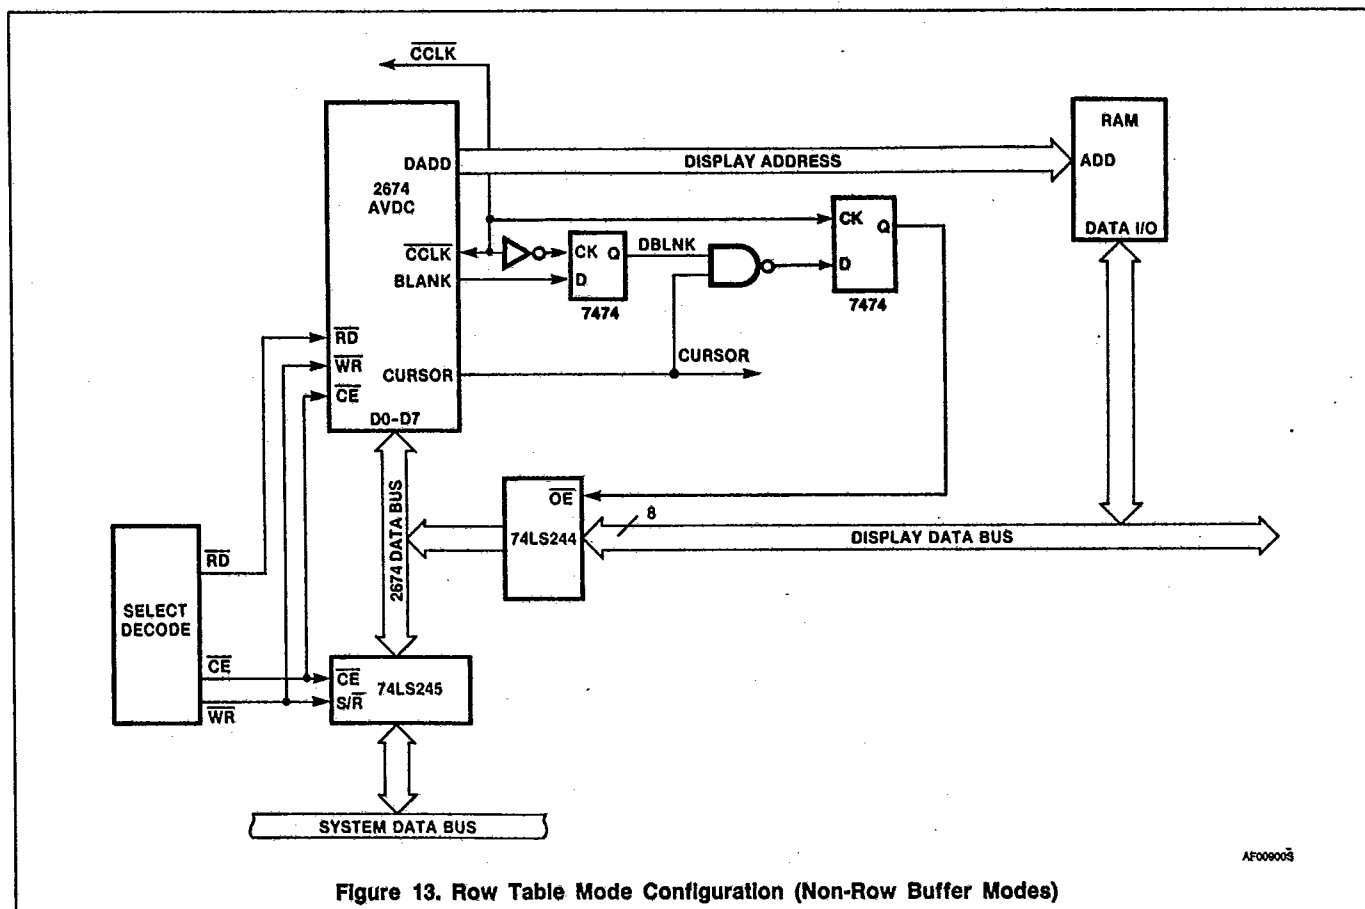 CCLK
RAM
DADD
DISPLAY ADDRESS
ADD
2674
AVDC
CK
Q
DATA I/O
CCLK
CK Q
DBLNK
D
BLANK
D
7474
7474
RD
WR
CURSOR
CURSOR
CE
D0-D7
OE
8
74LS244
DISPLAY DATA BUS
2674 DATA BUS
RD
SELECT
DECODE
CE
CE
74LS245
S/R
WR
SYSTEM DATA BUS
AF00900S
Figure 13. Row Table Mode Configuration (Non-Row Buffer Modes)